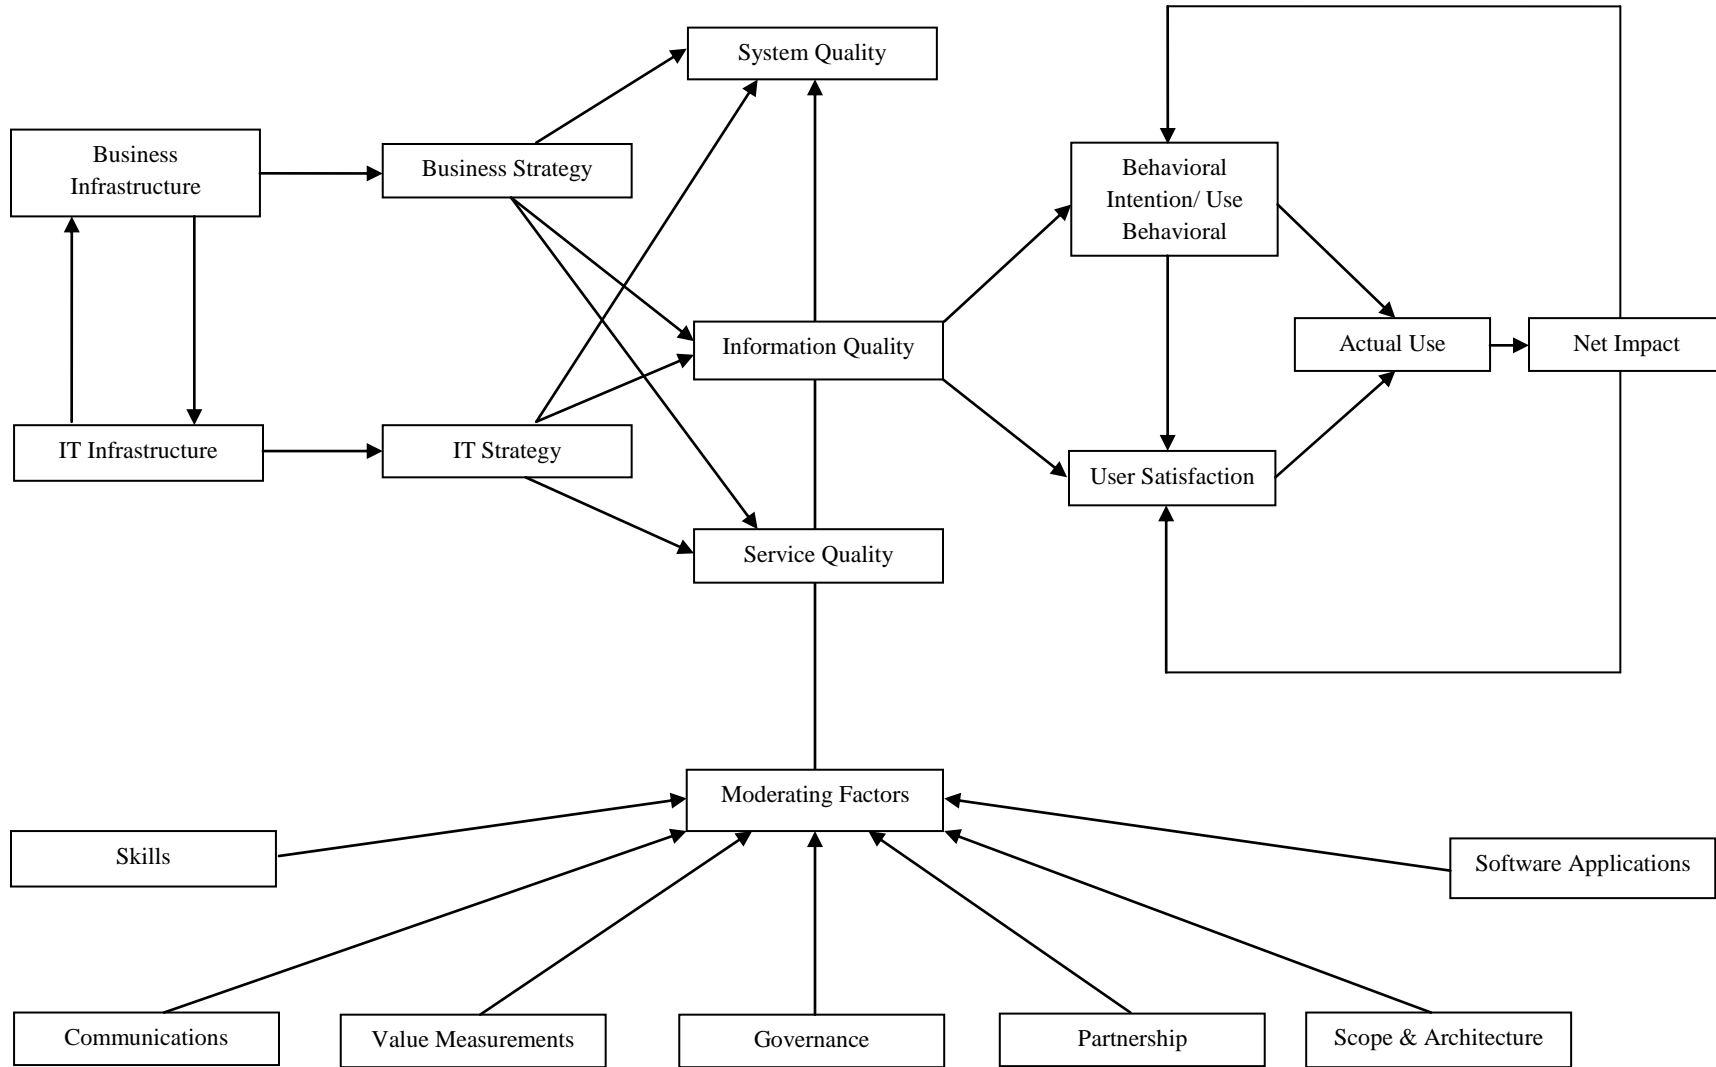 System Quality
Business
Infrastructure
Business Strategy
Behavioral
Intention/ Use
Behavioral
Information Quality
Actual Use
Net Impact
IT Infrastructure
IT Strategy
User Satisfaction
Service Quality
Moderating Factors
Skills
Software Applications
Communications
Value Measurements
Governance
Partnership
Scope & Architecture